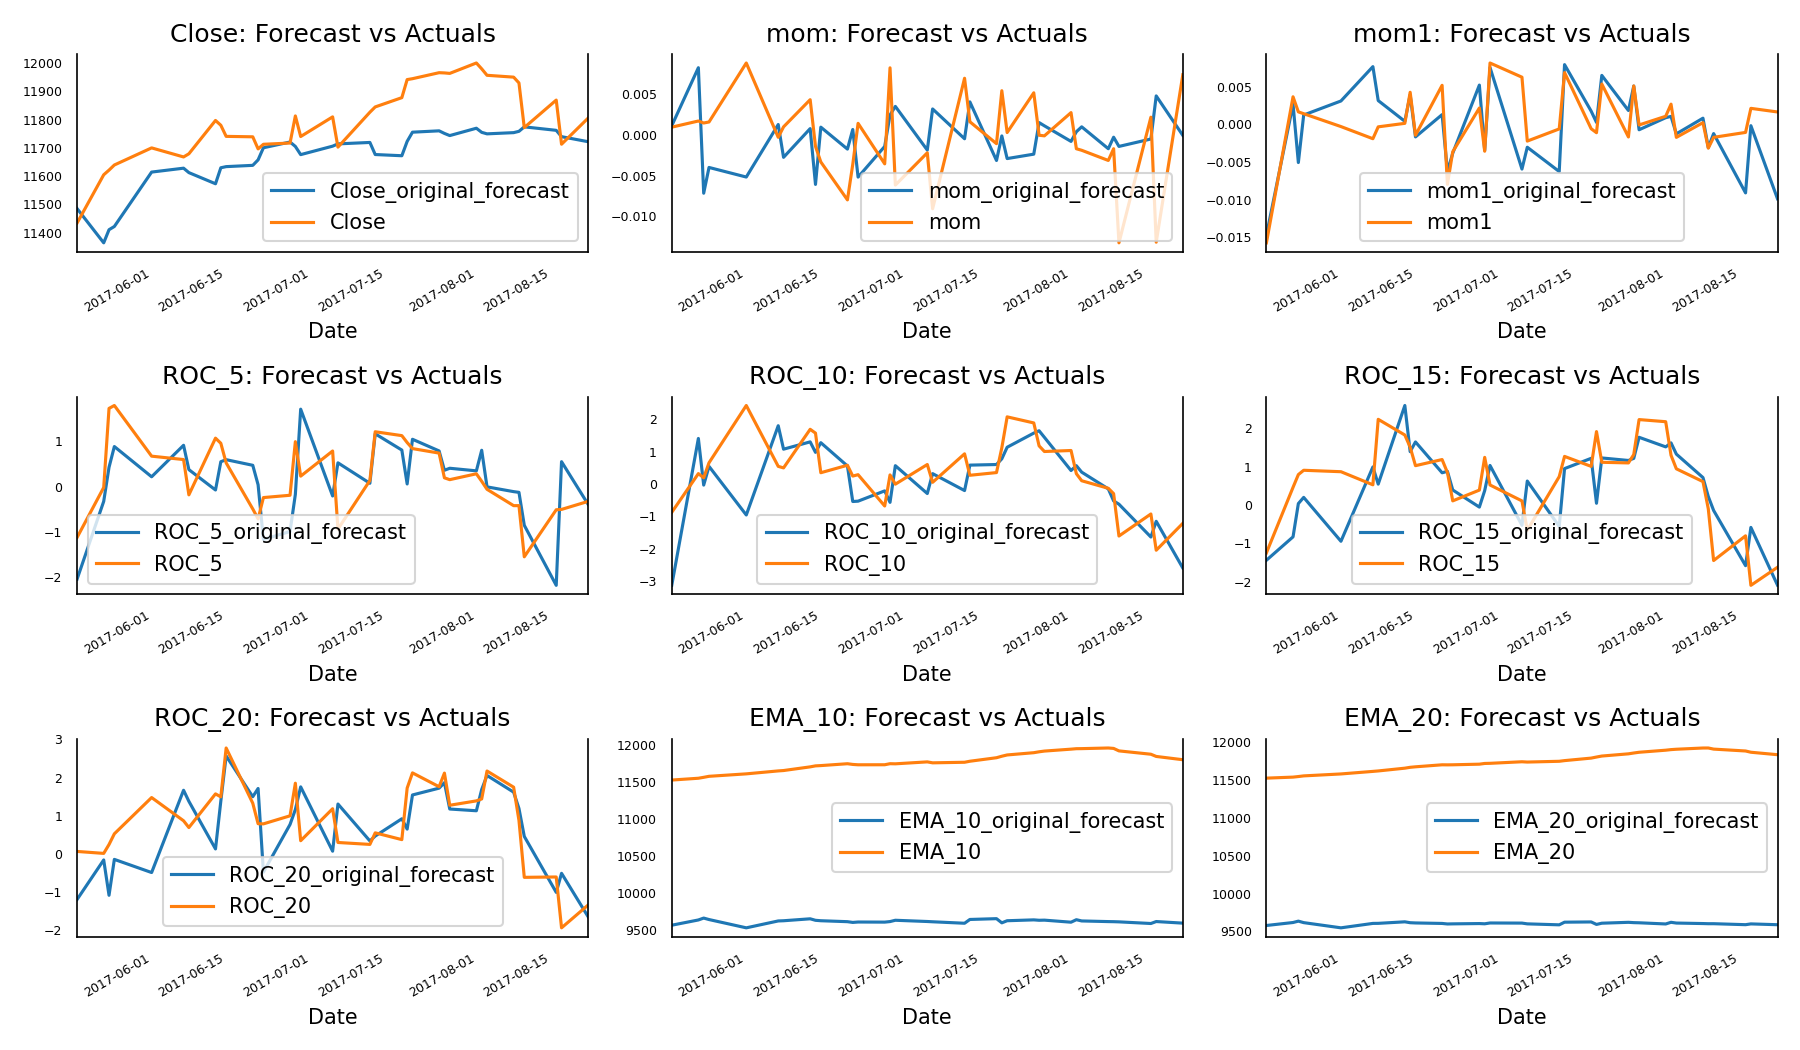 Close: Forecast vs Actuals
12000
11900
11800
11700
11600
11500
11400
Close_original_forecast
Close
2017-06-01
2017-06-15
2017-07-01
2017-07-15
2017-08-01
2017-08-15
Date
mom: Forecast vs Actuals
0.005
0.000
−0.005
−0.010
mom_original_forecast
mom
2017-06-01
2017-06-15
2017-07-01
2017-07-15
2017-08-01
2017-08-15
Date
mom1: Forecast vs Actuals
0.005
0.000
−0.005
−0.010
−0.015
mom1_original_forecast
mom1
2017-06-01
2017-06-15
2017-07-01
2017-07-15
2017-08-01
2017-08-15
Date
ROC_5: Forecast vs Actuals
1
0
−1
−2
ROC_5_original_forecast
ROC_5
2017-06-01
2017-06-15
2017-07-01
2017-07-15
2017-08-01
2017-08-15
Date
ROC_10: Forecast vs Actuals
2
1
0
−1
−2
−3
ROC_10_original_forecast
ROC_10
2017-06-01
2017-06-15
2017-07-01
2017-07-15
2017-08-01
2017-08-15
Date
ROC_15: Forecast vs Actuals
2
1
0
−1
−2
ROC_15_original_forecast
ROC_15
2017-06-01
2017-06-15
2017-07-01
2017-07-15
2017-08-01
2017-08-15
Date
ROC_20: Forecast vs Actuals
3
2
1
0
−1
−2
ROC_20_original_forecast
ROC_20
2017-06-01
2017-06-15
2017-07-01
2017-07-15
2017-08-01
2017-08-15
Date
EMA_10: Forecast vs Actuals
12000
11500
11000
10500
10000
9500
EMA_10_original_forecast
EMA_10
2017-06-01
2017-06-15
2017-07-01
2017-07-15
2017-08-01
2017-08-15
Date
EMA_20: Forecast vs Actuals
12000
11500
11000
10500
10000
9500
EMA_20_original_forecast
EMA_20
2017-06-01
2017-06-15
2017-07-01
2017-07-15
2017-08-01
2017-08-15
Date